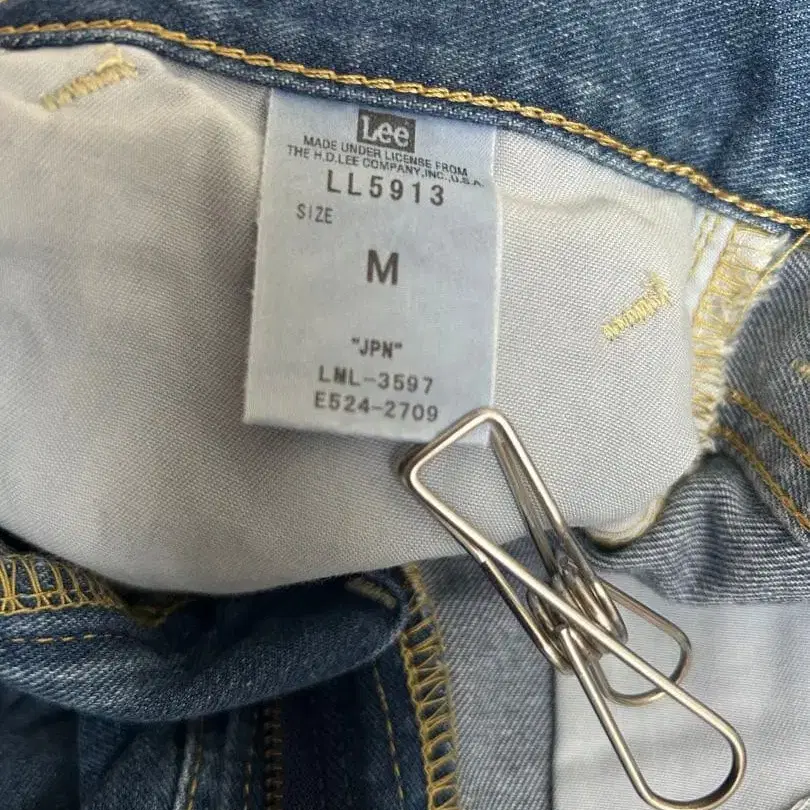 Lee
MADE UNDER LICENSE FROM
THE H.D.LEE COMPANY,INC.,U.S.A.
LL5913
SIZE
M
"JPN"
LML-3597
E524-2709